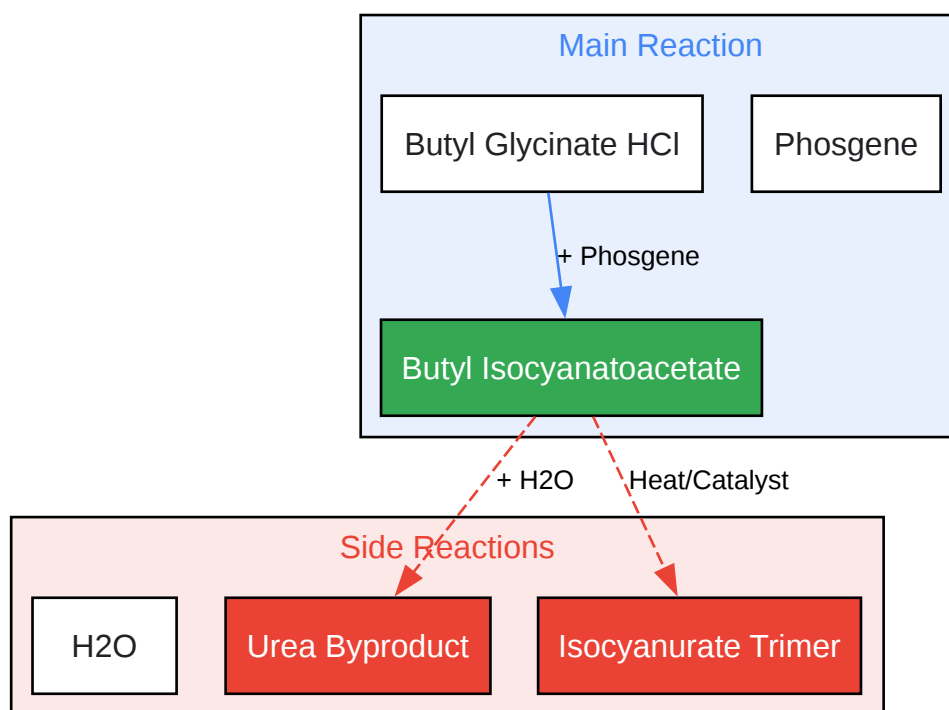 Main Reaction
Butyl Glycinate HCl
Phosgene
+ Phosgene
Butyl Isocyanatoacetate
+ H2O
Heat/Catalyst
Side Reactions
H2O
Urea Byproduct
Isocyanurate Trimer